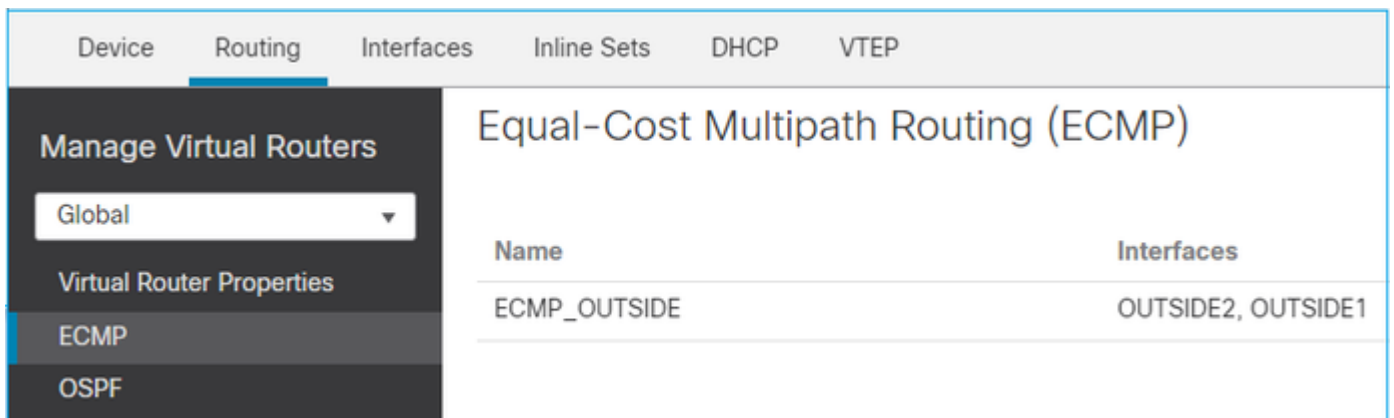 Device Routing Interfaces Inline Sets DHCP VTEP
Manage Virtual Routers
Global
Virtual Router Properties
ECMP
OSPF
Equal-Cost Multipath Routing (ECMP)
Name Interfaces
ECMP_OUTSIDE OUTSIDE2, OUTSIDE1